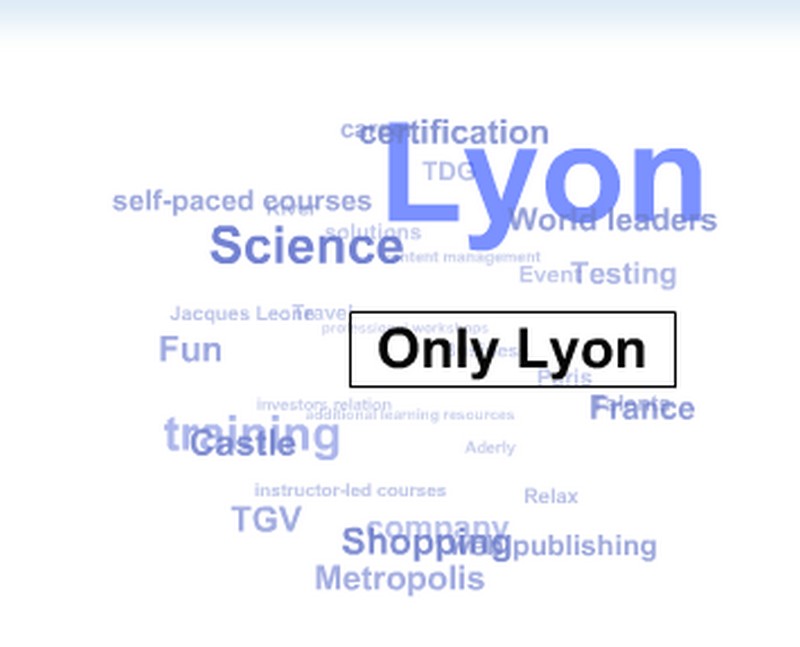 career
certification
Lyon
TDG
self-paced courses
River
World leaders
solutions
Science
content management
Event
Testing
Jacques Leone
Travel
professional workshops
Only Lyon
Fun
Paris
investors relation
France
additional learning resources
training
Castle
Aderly
instructor-led courses
Relax
TGV
company
Shopping
web publishing
Metropolis